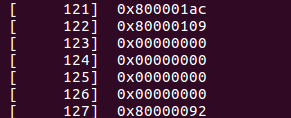 [     121]  0x800001ac
[     122]  0x80000109
[     123]  0x00000000
[     124]  0x00000000
[     125]  0x00000000
[     126]  0x00000000
[     127]  0x80000092